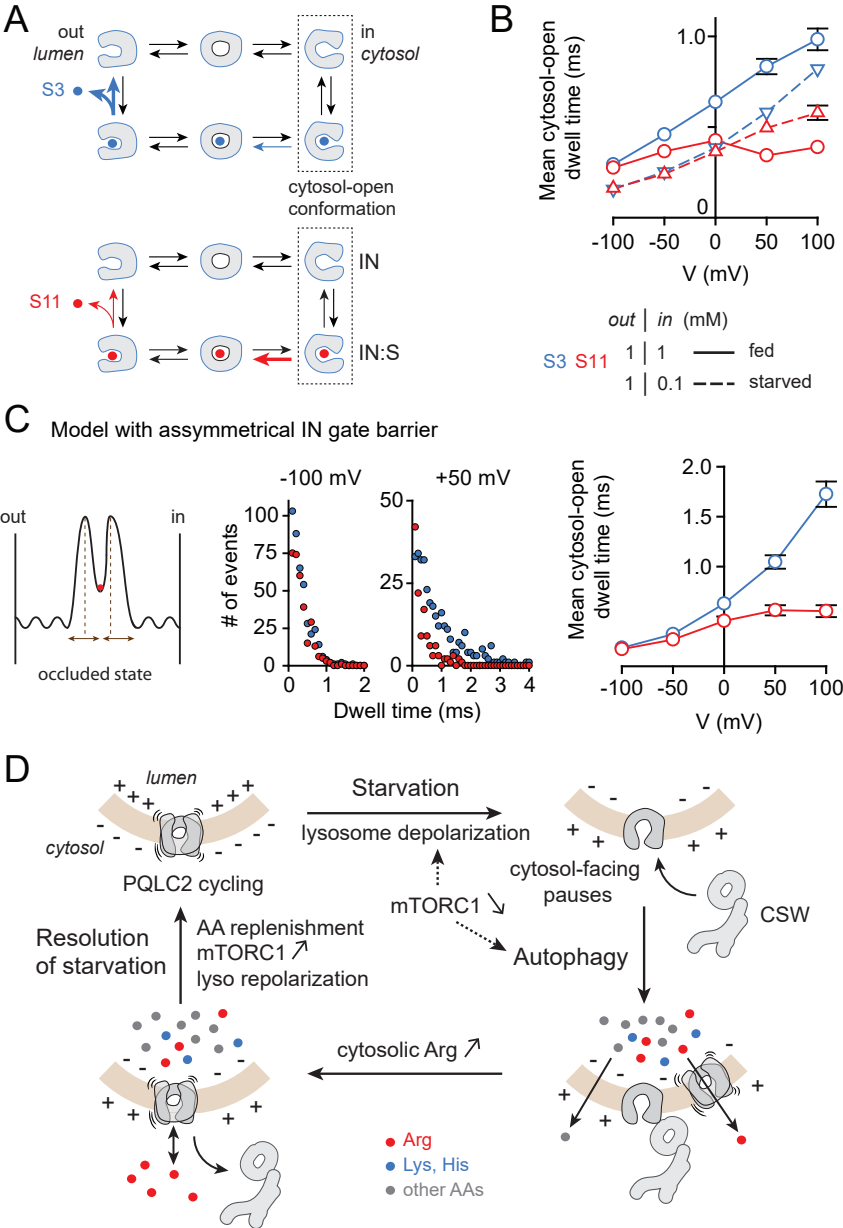 A
out
lumen
in
cytosol
S3
cytosol-open
conformation
IN
S11
IN:S
B
Mean cytosol-open
dwell time (ms)
1.0
0
-100 -50 0 50 100
V (mV)
out | in (mM)
S3 S11
1 | 1 fed
1 | 0.1 starved
C
Model with assymmetrical IN gate barrier
out
in
occluded state
-100 mV
+50 mV
# of events
100
75
50
25
0
0 1 2
50
25
0
0 1 2 3 4
Dwell time (ms)
Mean cytosol-open
dwell time (ms)
2.0
1.0
-100 -50 0 50 100
V (mV)
D
lumen
+ + + + + +
- - - - - -
cytosol
PQLC2 cycling
Starvation
lysosome depolarization
mTORC1
- - - -
+ + + +
cytosol-facing
pauses
CSW
Autophagy
Resolution
of starvation
AA replenishment
mTORC1
lyso repolarization
cytosolic Arg
- - - -
+ + + +
- - - -
+ + +
Arg
Lys, His
other AAs